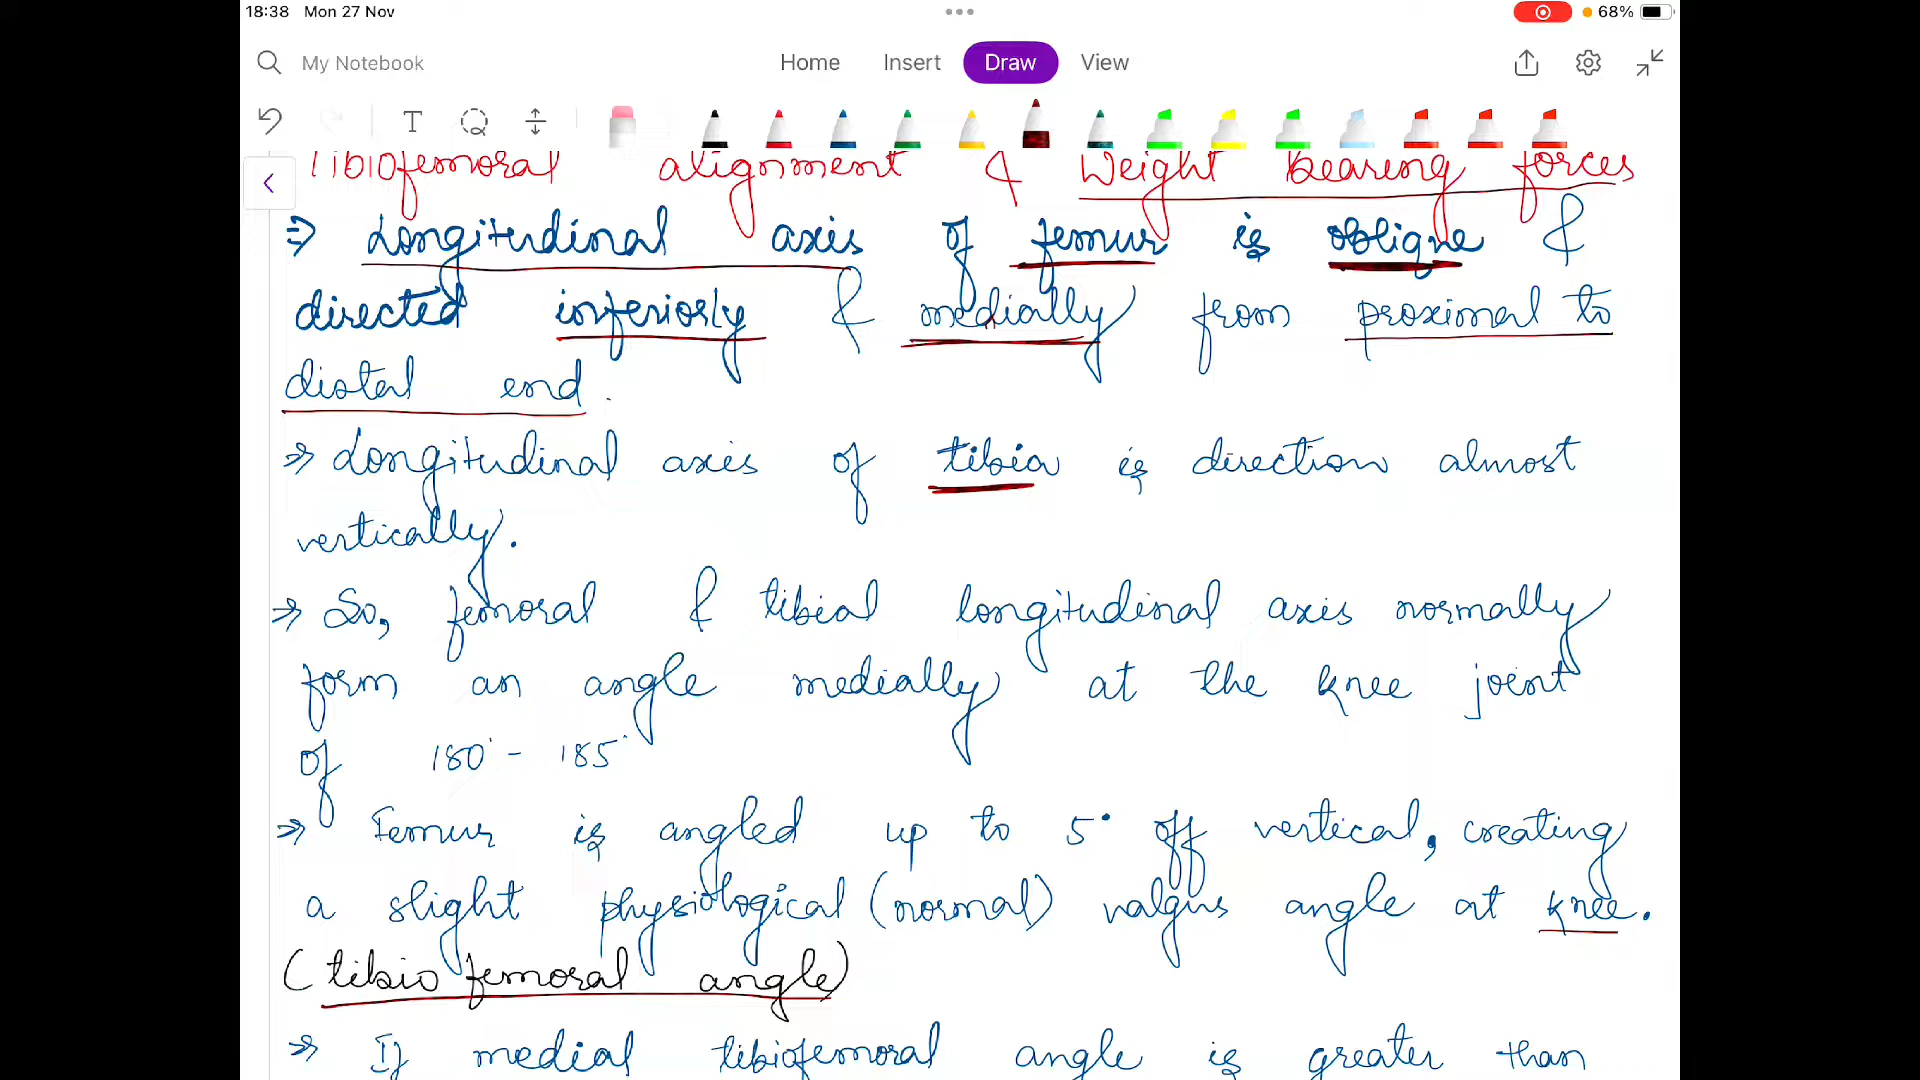 18:38 Mon 27 Nov
68%
My Notebook
Home Insert Draw View
T
Tibiofemoral alignment & Weight bearing forces
⇒ Longitudinal axis of femur is oblique &
directed inferiorly & medially from proximal to
distal end.
⇒ Longitudinal axis of tibia is direction almost
vertically.
⇒ So, femoral & tibial longitudinal axis normally
form an angle medially at the knee joint
of 180° - 185°
⇒ Femur is angled up to 5° off vertical, creating
a slight physiological (normal) valgus angle at knee.
(tibio femoral angle)
⇒ If medial tibiofemoral angle is greater than